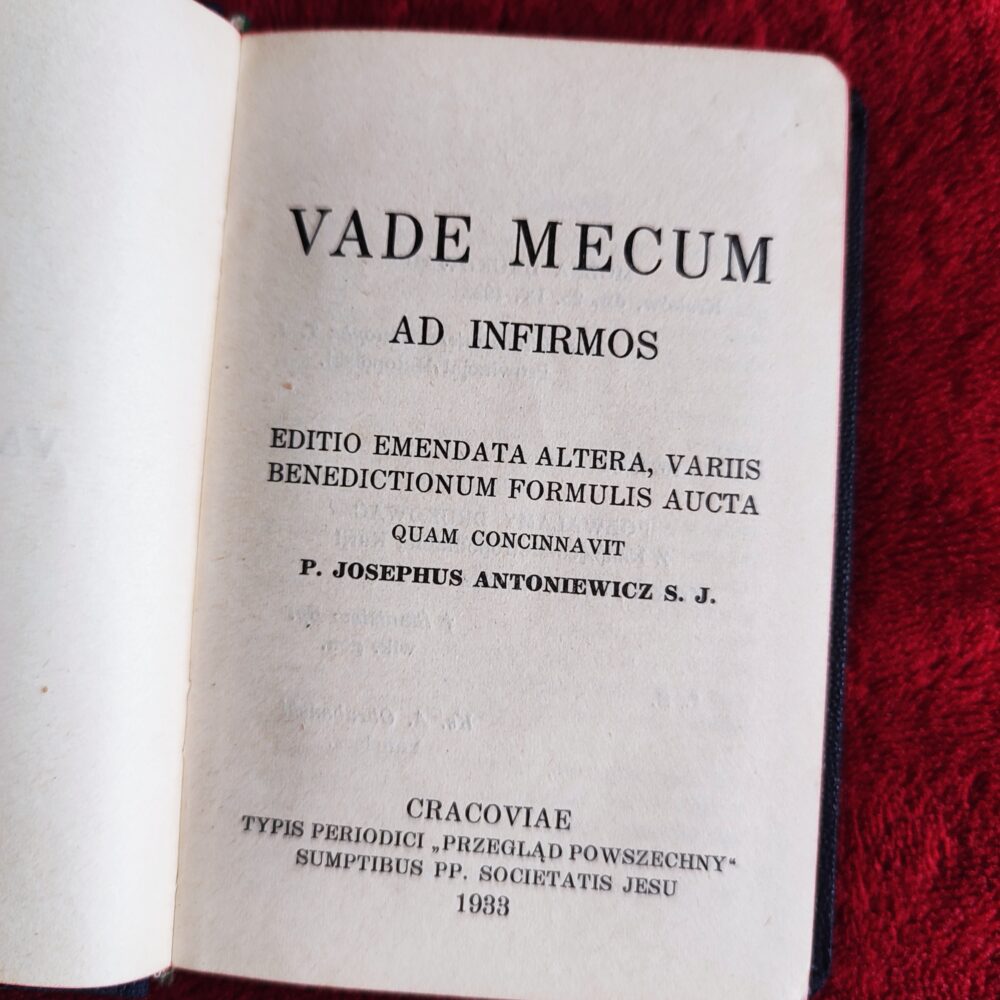 VADE MECUM
AD INFIRMOS
EDITIO EMENDATA ALTERA, VARIIS
BENEDICTIONUM FORMULIS AUCTA
QUAM CONCINNAVIT
P. JOSEPHUS ANTONIEWICZ S. J.
CRACOVIAE
TYPIS PERIODICI „PRZEGLĄD POWSZECHNY“
SUMPTIBUS PP. SOCIETATIS JESU
1933